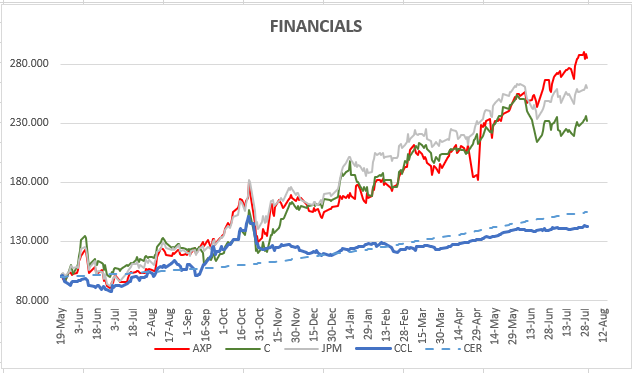 FINANCIALS
280.000
230.000
180.000
130.000
80.000
19-May 3-Jun 18-Jun 3-Jul 18-Jul 2-Aug 17-Aug 1-Sep 16-Sep 1-Oct 16-Oct 31-Oct 15-Nov 30-Nov 15-Dec 30-Dec 14-Jan 29-Jan 13-Feb 28-Feb 15-Mar 30-Mar 14-Apr 29-Apr 14-May 29-May 13-Jun 28-Jun 13-Jul 28-Jul 12-Aug
AXP C JPM CCL CER